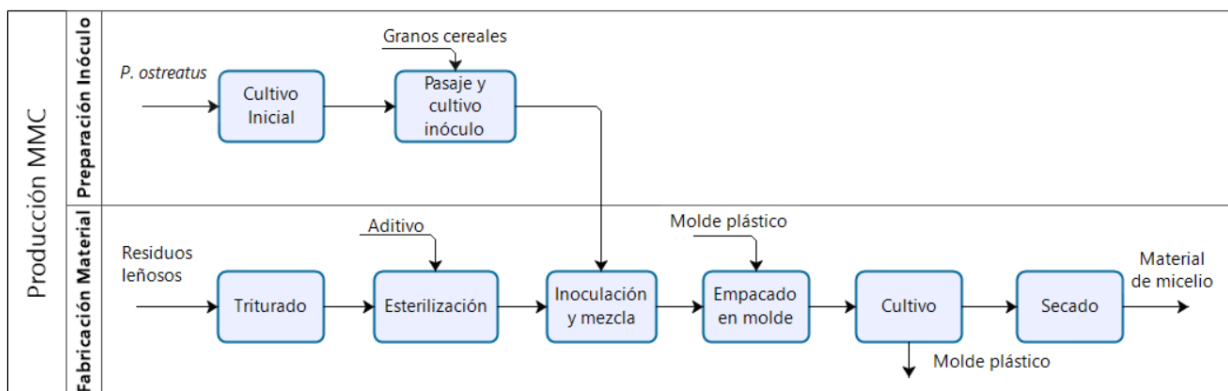 Producción MMC
Preparación Inóculo
Granos cereales
P. ostreatus
Cultivo
Inicial
Pasaje y
cultivo
inóculo
Fabricación Material
Residuos
leñosos
Triturado
Aditivo
Esterilización
Inoculación
y mezcla
Molde plástico
Empacado
en molde
Cultivo
Molde plástico
Secado
Material
de micelio